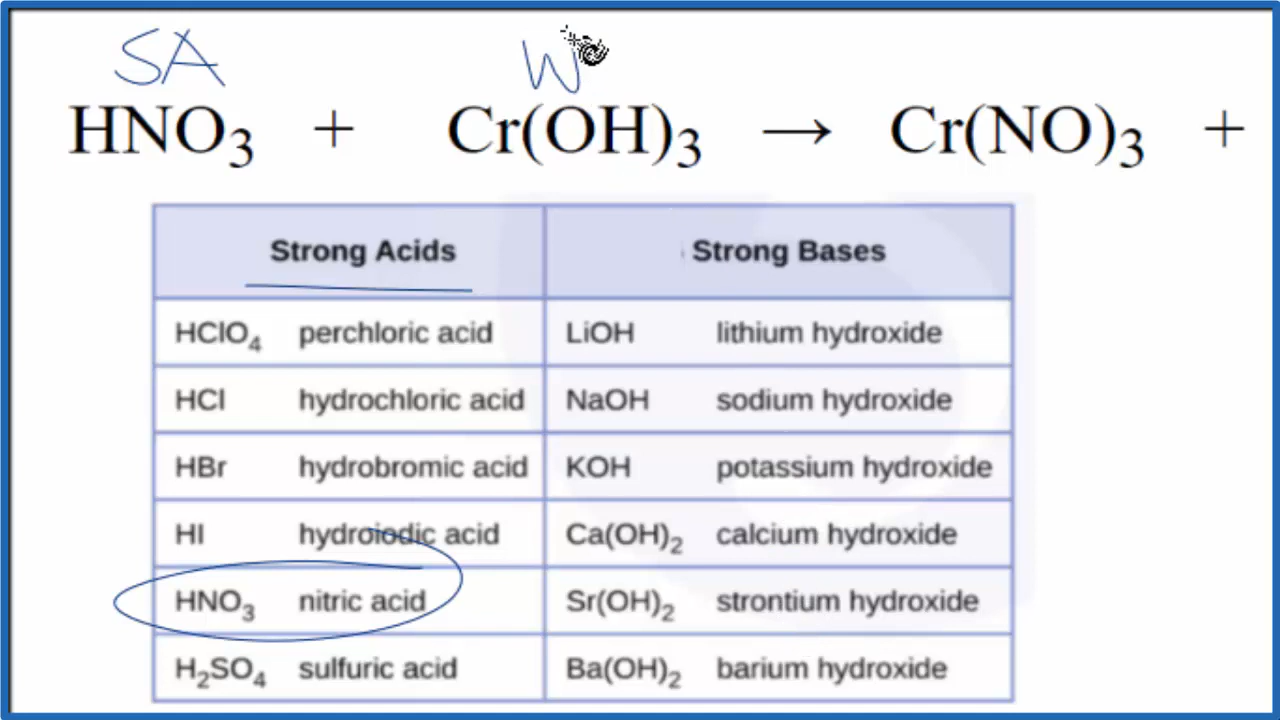 SA W
HNO₃ + Cr(OH)₃ → Cr(NO)₃ +
Strong Acids Strong Bases
HClO₄ perchloric acid LiOH lithium hydroxide
HCl hydrochloric acid NaOH sodium hydroxide
HBr hydrobromic acid KOH potassium hydroxide
HI hydroiodic acid Ca(OH)₂ calcium hydroxide
HNO₃ nitric acid Sr(OH)₂ strontium hydroxide
H₂SO₄ sulfuric acid Ba(OH)₂ barium hydroxide